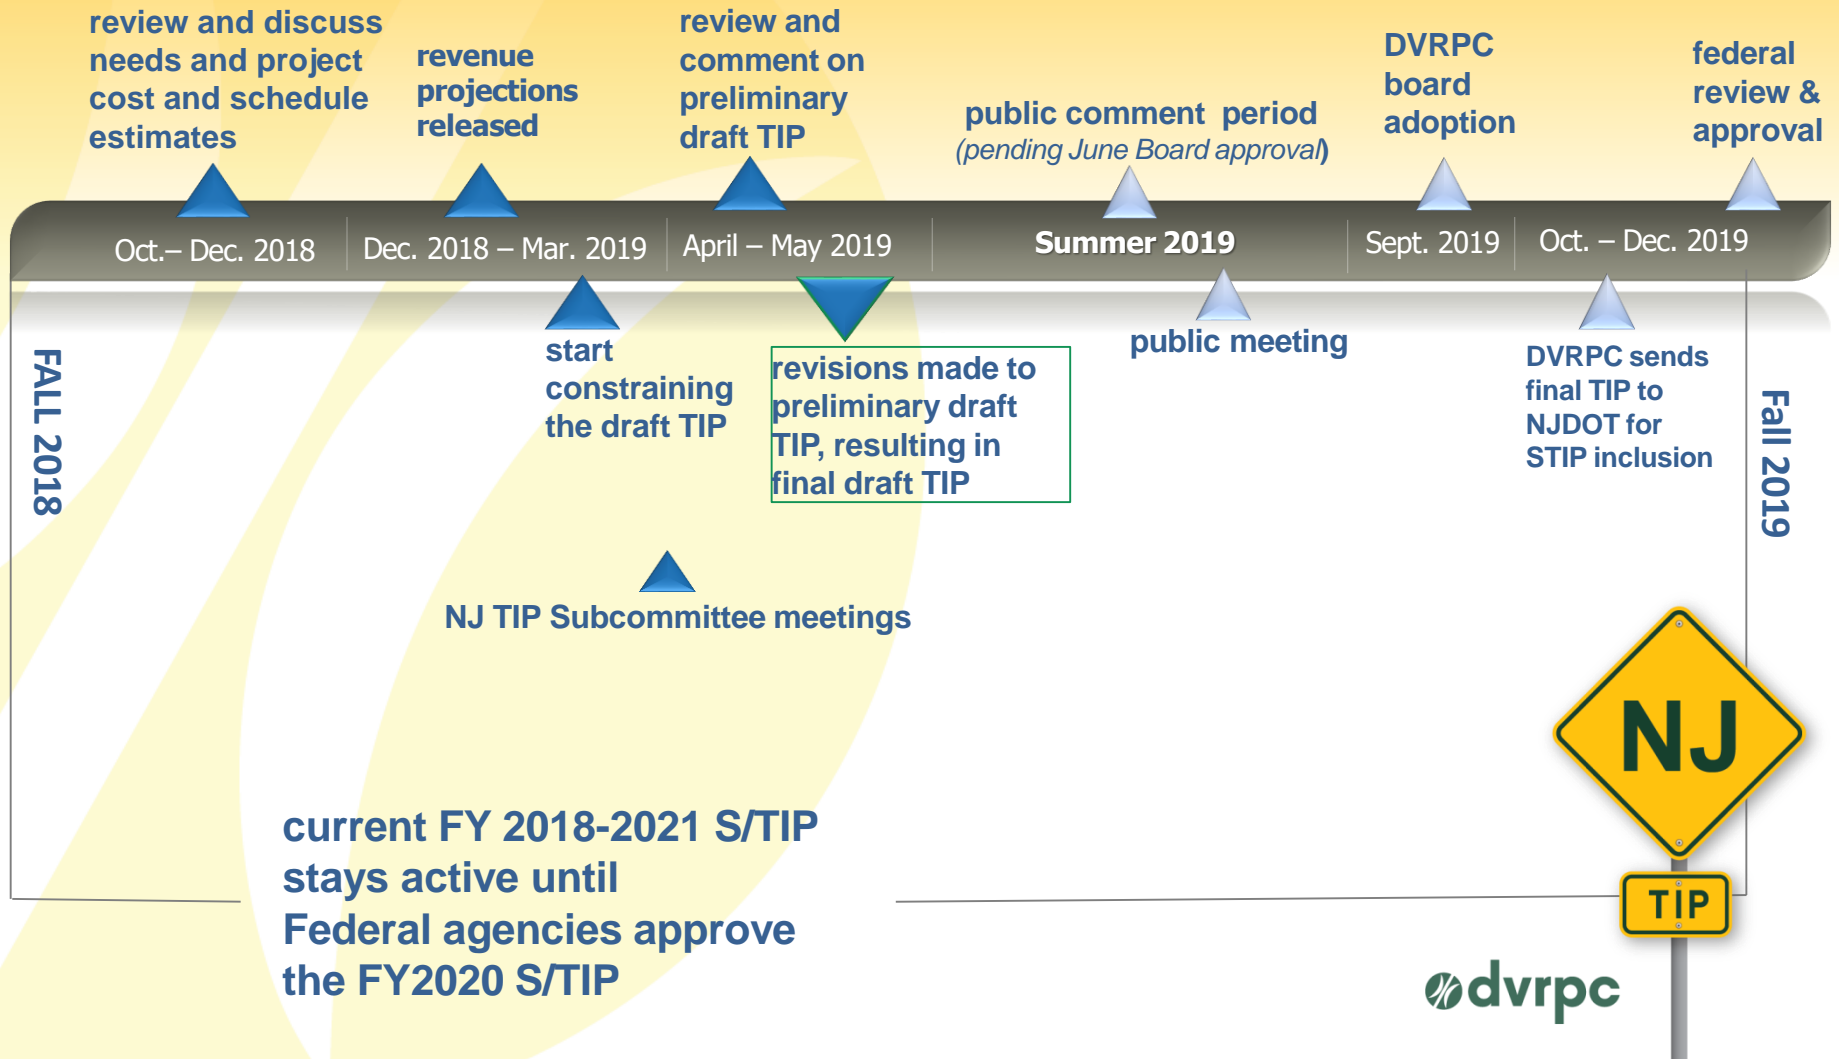 review and discuss
needs and project
cost and schedule
estimates
revenue
projections
released
review and
comment on
preliminary
draft TIP
public comment period
(pending June Board approval)
DVRPC
board
adoption
federal
review &
approval
Oct.– Dec. 2018
Dec. 2018 – Mar. 2019
April – May 2019
Summer 2019
Sept. 2019
Oct. – Dec. 2019
FALL 2018
start
constraining
the draft TIP
revisions made to
preliminary draft
TIP, resulting in
final draft TIP
public meeting
DVRPC sends
final TIP to
NJDOT for
STIP inclusion
Fall 2019
NJ TIP Subcommittee meetings
current FY 2018-2021 S/TIP
stays active until
Federal agencies approve
the FY2020 S/TIP
NJ
TIP
dvrpc